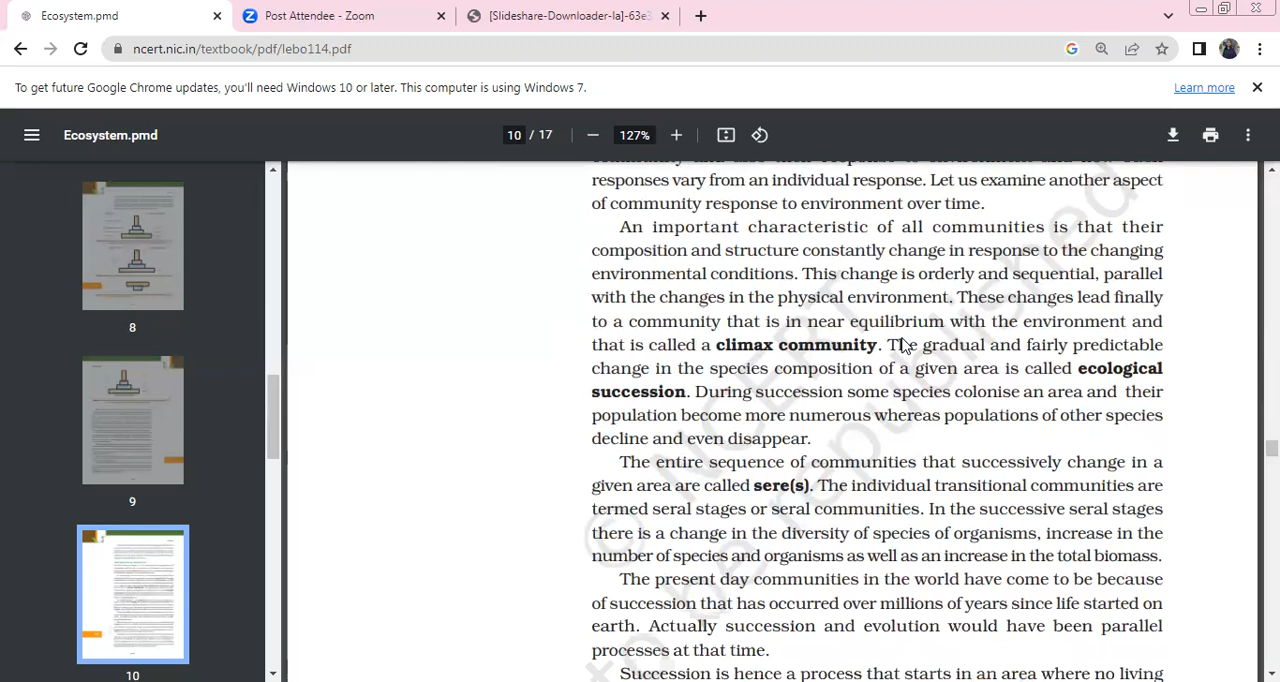 Ecosystem.pmd
Post Attendee - Zoom
[Slideshare-Downloader-la]-63e3
ncert.nic.in/textbook/pdf/lebo114.pdf
To get future Google Chrome updates, you'll need Windows 10 or later. This computer is using Windows 7.
Learn more
Ecosystem.pmd
10 / 17
127%
8
9
10
responses vary from an individual response. Let us examine another aspect
of community response to environment over time.
An important characteristic of all communities is that their
composition and structure constantly change in response to the changing
environmental conditions. This change is orderly and sequential, parallel
with the changes in the physical environment. These changes lead finally
to a community that is in near equilibrium with the environment and
that is called a climax community. The gradual and fairly predictable
change in the species composition of a given area is called ecological
succession. During succession some species colonise an area and their
population become more numerous whereas populations of other species
decline and even disappear.
The entire sequence of communities that successively change in a
given area are called sere(s). The individual transitional communities are
termed seral stages or seral communities. In the successive seral stages
there is a change in the diversity of species of organisms, increase in the
number of species and organisms as well as an increase in the total biomass.
The present day communities in the world have come to be because
of succession that has occurred over millions of years since life started on
earth. Actually succession and evolution would have been parallel
processes at that time.
Succession is hence a process that starts in an area where no living
© NCERT
to be republished